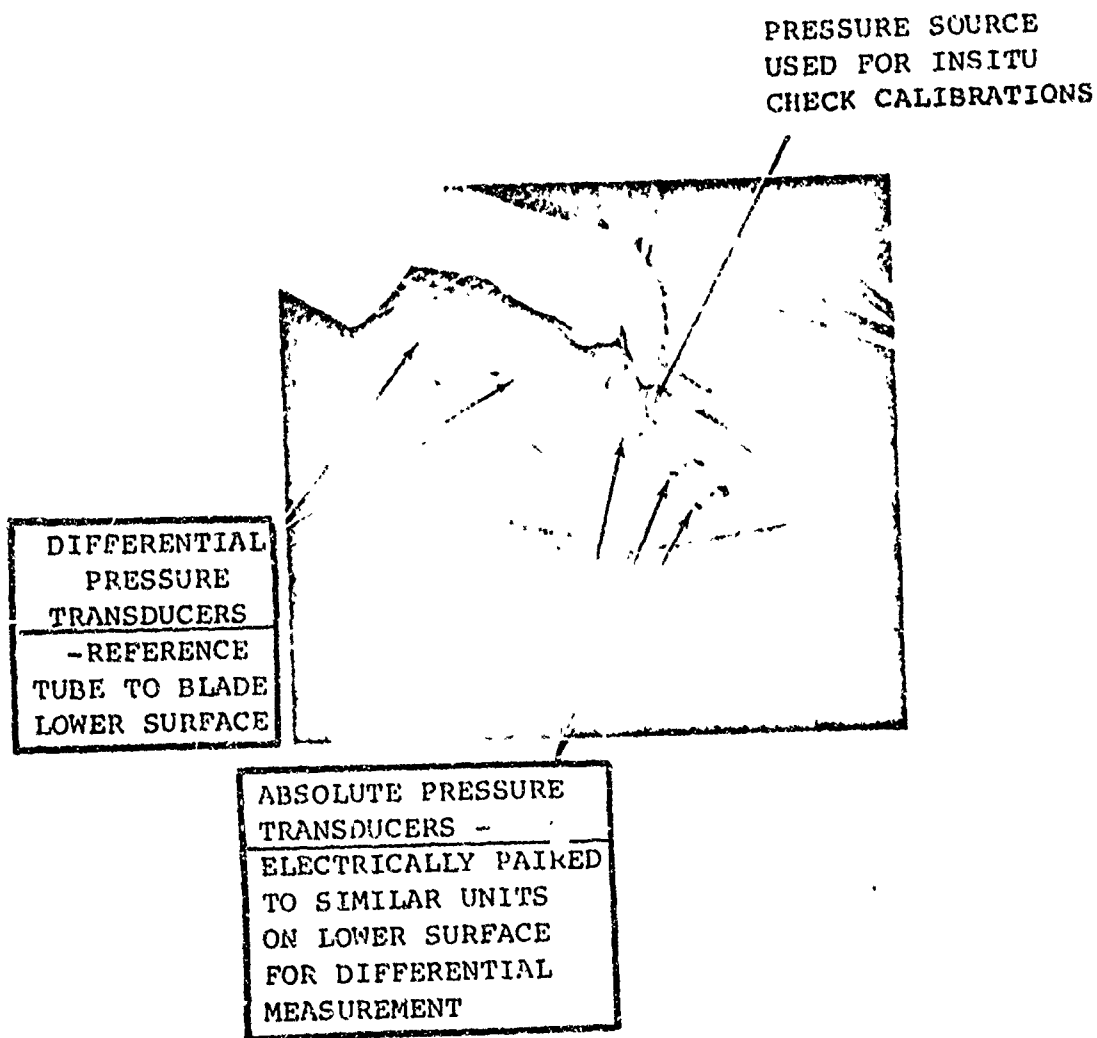 PRESSURE SOURCE
USED FOR INSITU
CHECK CALIBRATIONS
DIFFERENTIAL
PRESSURE
TRANSDUCERS
-REFERENCE
TUBE TO BLADE
LOWER SURFACE
ABSOLUTE PRESSURE
TRANSDUCERS -
ELECTRICALLY PAIRED
TO SIMILAR UNITS
ON LOWER SURFACE
FOR DIFFERENTIAL
MEASUREMENT